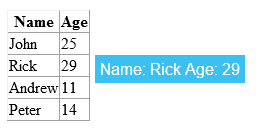 Name Age
John 25
Rick 29
Name: Rick Age: 29
Andrew 11
Peter 14